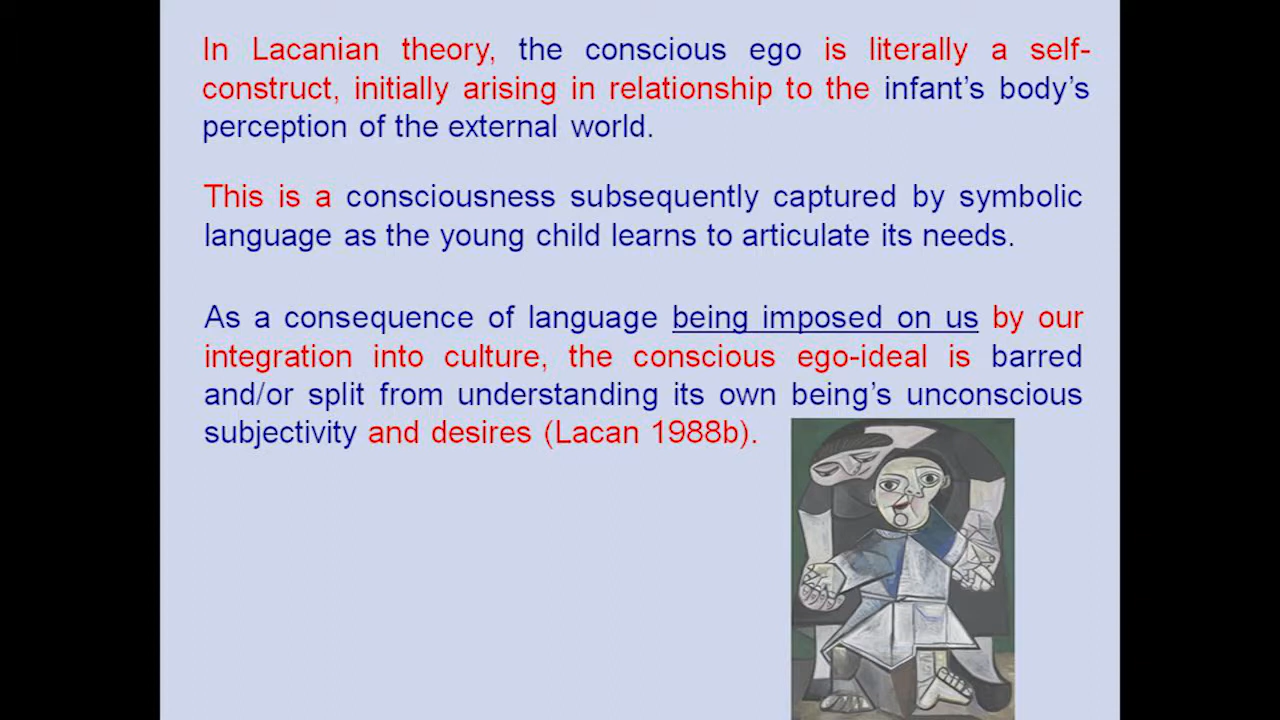 In Lacanian theory, the conscious ego is literally a self-
construct, initially arising in relationship to the infant’s body’s
perception of the external world.
This is a consciousness subsequently captured by symbolic
language as the young child learns to articulate its needs.
As a consequence of language being imposed on us by our
integration into culture, the conscious ego-ideal is barred
and/or split from understanding its own being’s unconscious
subjectivity and desires (Lacan 1988b).